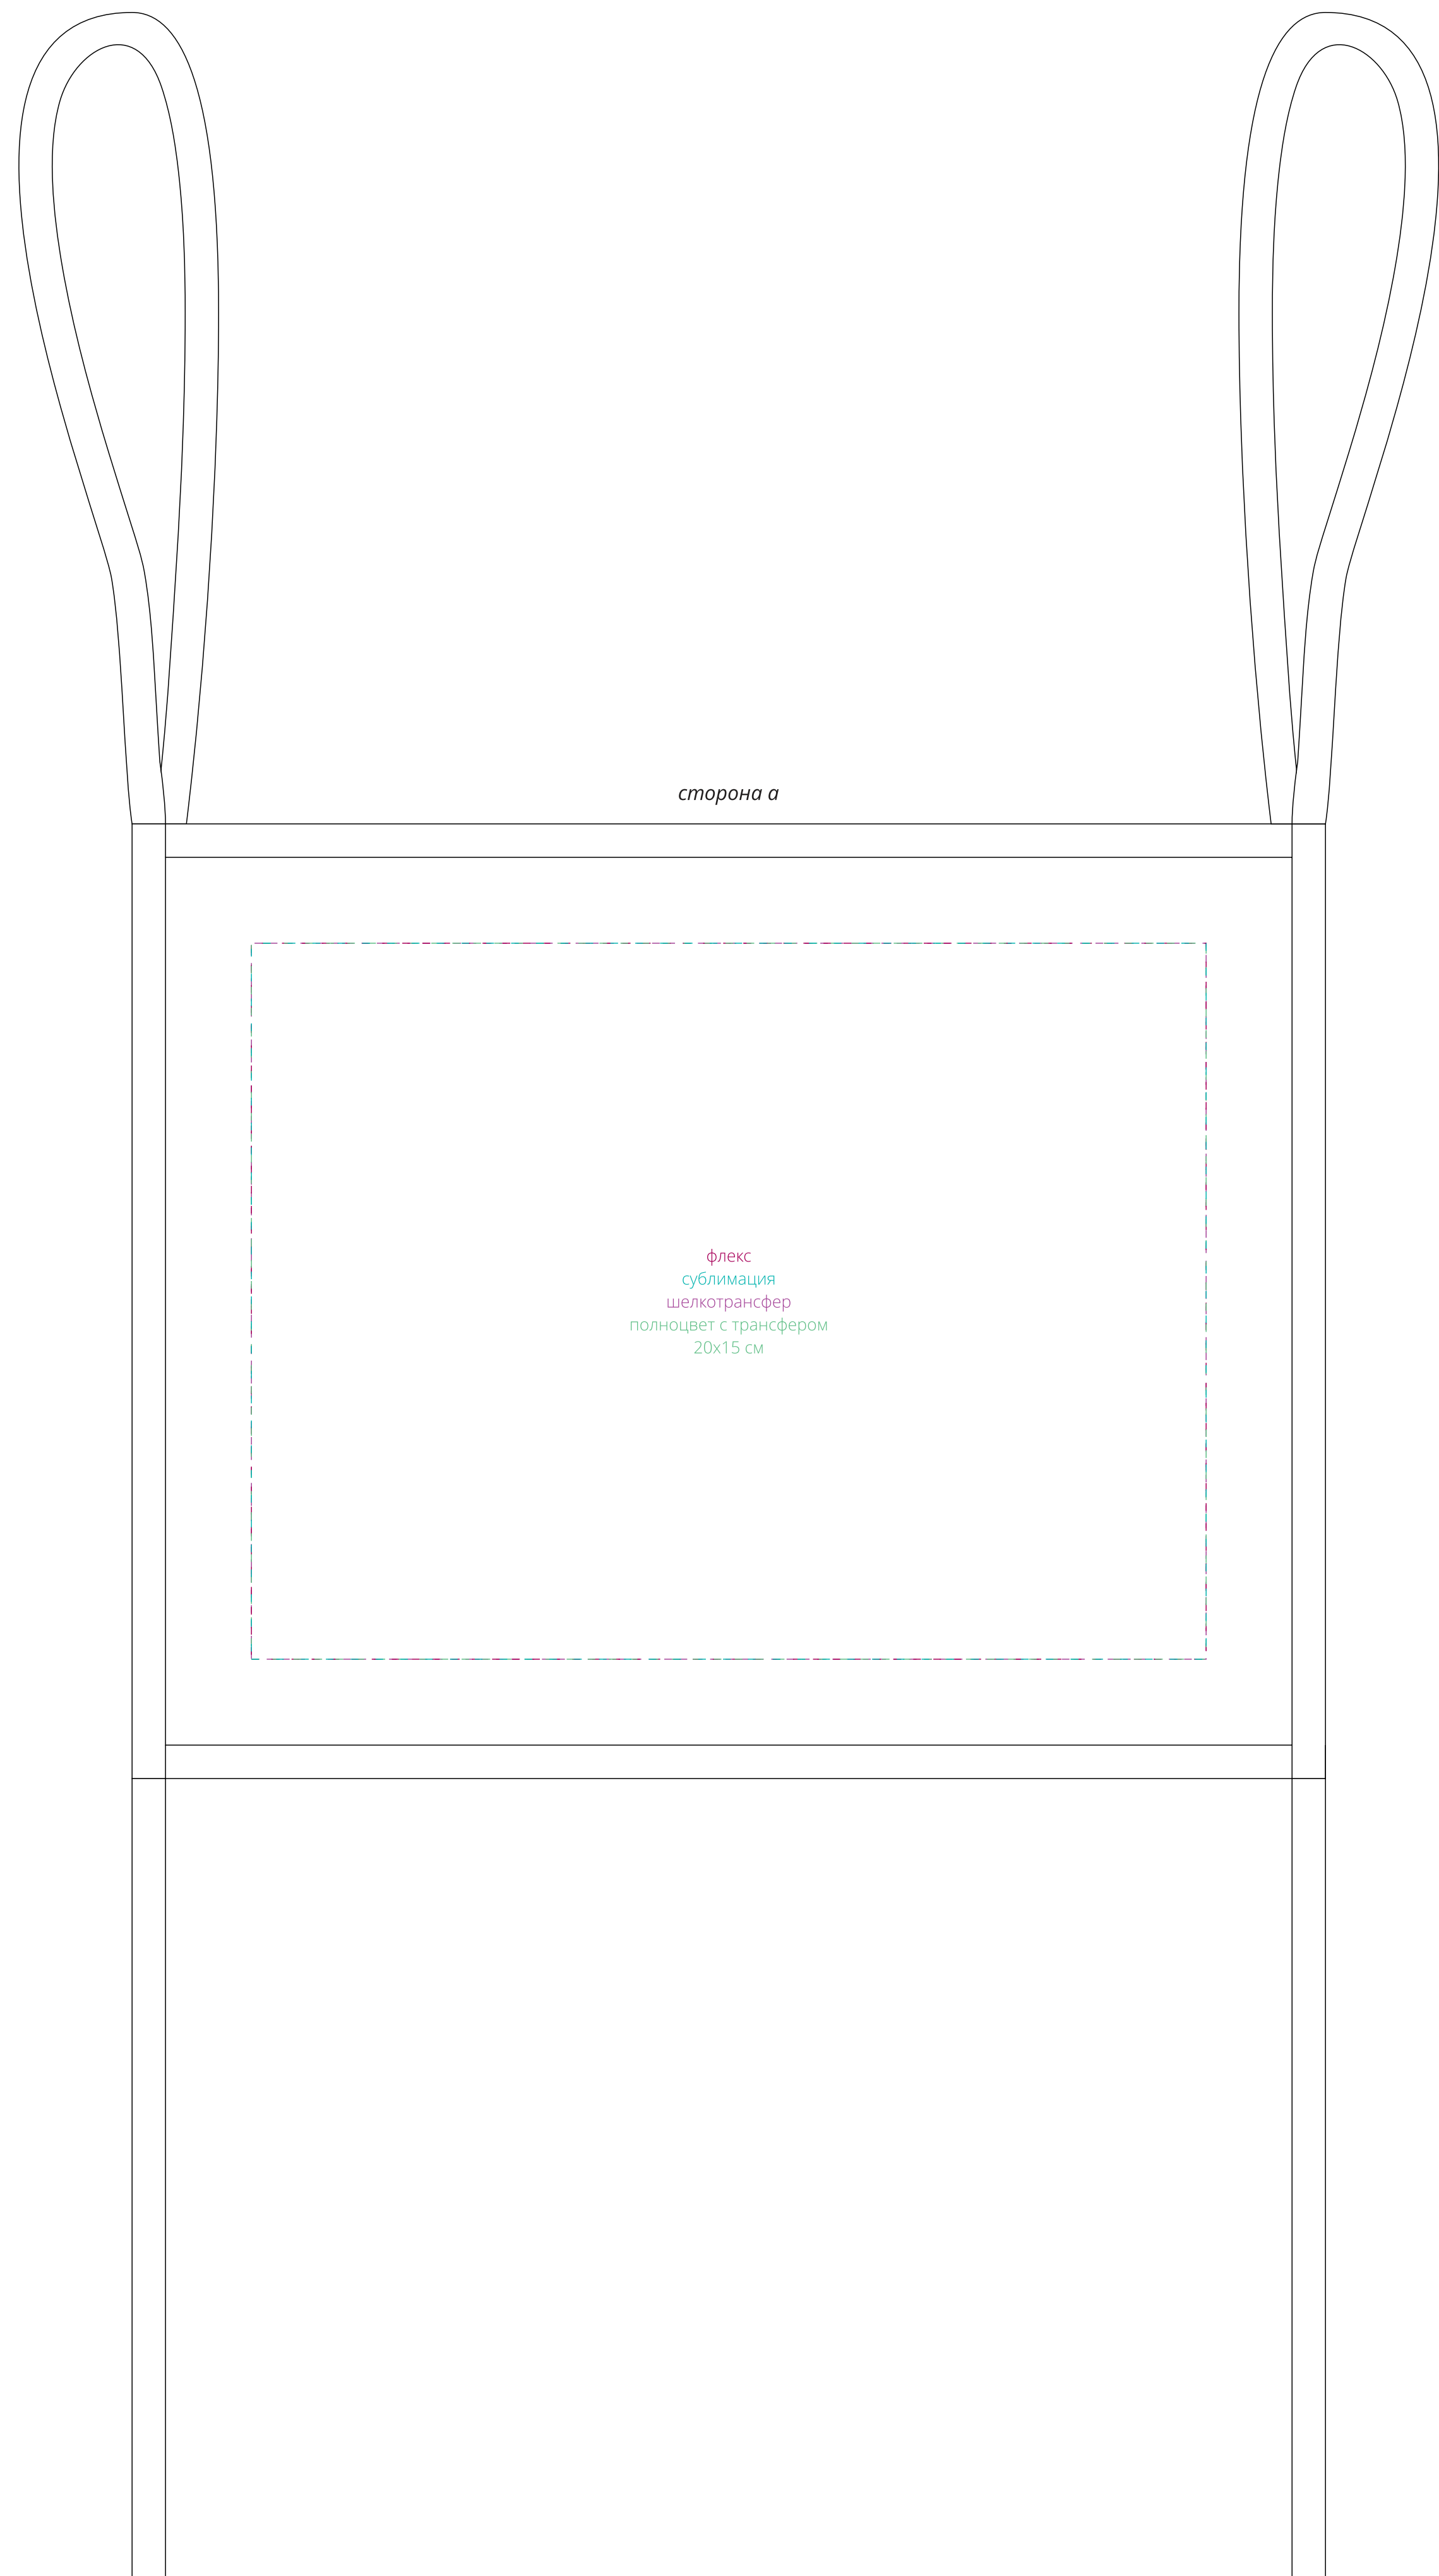 сторона а
флекс
сублимация
шелкотрансфер
полноцвет с трансфером
20х15 см